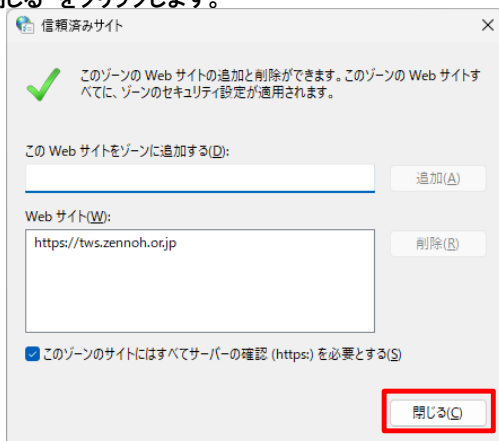 閉じる”をクリックします。
信頼済みサイト
このゾーンの Web サイトの追加と削除ができます。このゾーンの Web サイトす
べてに、ゾーンのセキュリティ設定が適用されます。
この Web サイトをゾーンに追加する(D):
追加(A)
Web サイト(W):
https://tws.zennoh.or.jp
削除(R)
このゾーンのサイトにはすべてサーバーの確認 (https:) を必要とする(S)
閉じる(C)